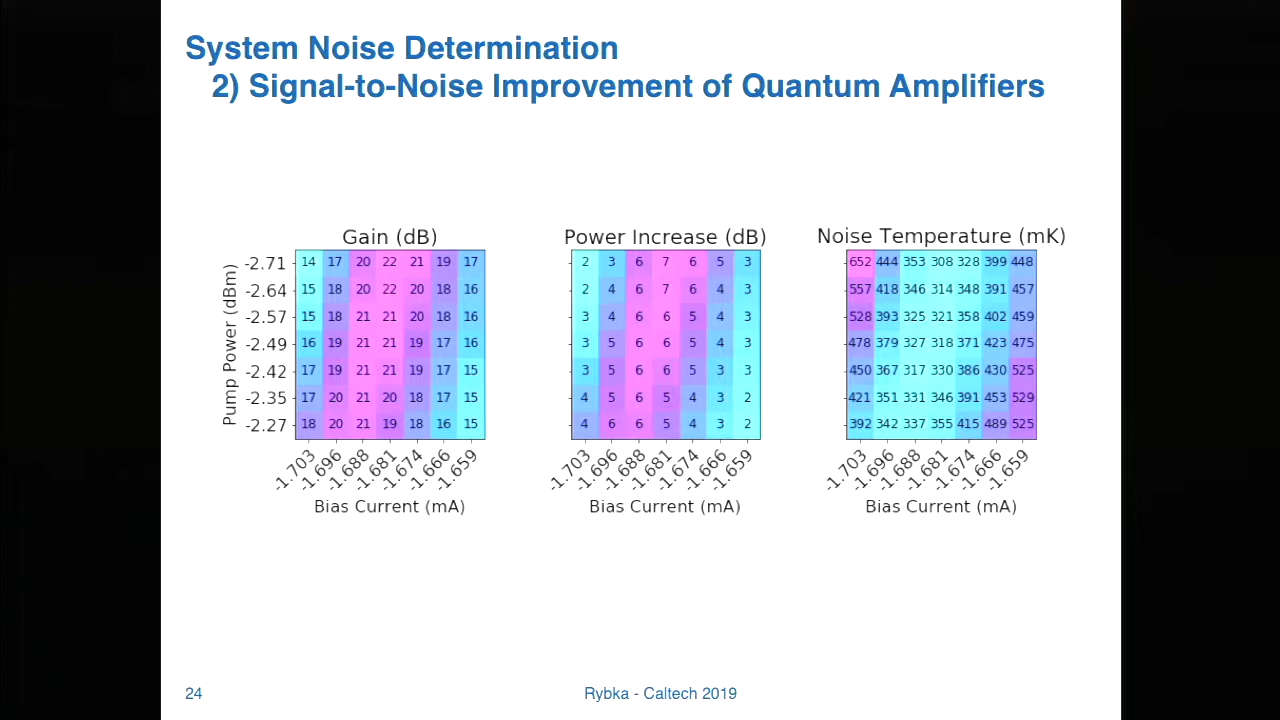 System Noise Determination
2) Signal-to-Noise Improvement of Quantum Amplifiers
Gain (dB)
Pump Power (dBm)
-2.71 14 17 20 22 21 19 17
-2.64 15 18 20 22 20 18 16
-2.57 15 18 21 21 20 18 16
-2.49 16 19 21 21 19 17 16
-2.42 17 19 21 21 19 17 15
-2.35 17 20 21 20 18 17 15
-2.27 18 20 21 19 18 16 15
-1.703 -1.696 -1.688 -1.681 -1.674 -1.666 -1.659
Bias Current (mA)
Power Increase (dB)
2 3 6 7 6 5 3
2 4 6 7 6 4 3
3 4 6 6 5 4 3
3 5 6 6 5 4 3
3 5 6 6 5 3 3
4 5 6 5 4 3 2
4 6 6 5 4 3 2
-1.703 -1.696 -1.688 -1.681 -1.674 -1.666 -1.659
Bias Current (mA)
Noise Temperature (mK)
652 444 353 308 328 399 448
557 418 346 314 348 391 457
528 393 325 321 358 402 459
478 379 327 318 371 423 475
450 367 317 330 386 430 525
421 351 331 346 391 453 529
392 342 337 355 415 489 525
-1.703 -1.696 -1.688 -1.681 -1.674 -1.666 -1.659
Bias Current (mA)
24
Rybka - Caltech 2019